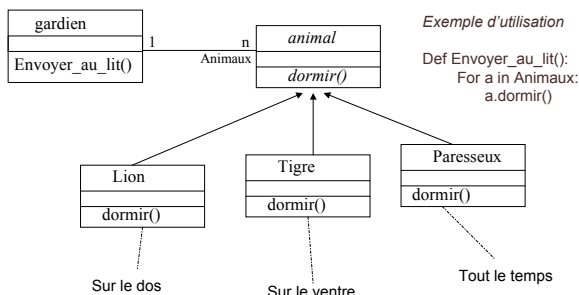 gardien
Envoyer_au_lit()
1
n
Animaux
animal
dormir()
Exemple d'utilisation
Def Envoyer_au_lit():
For a in Animaux:
a.dormir()
Lion
dormir()
Tigre
dormir()
Paresseux
dormir()
Sur le dos
Sur le ventre
Tout le temps